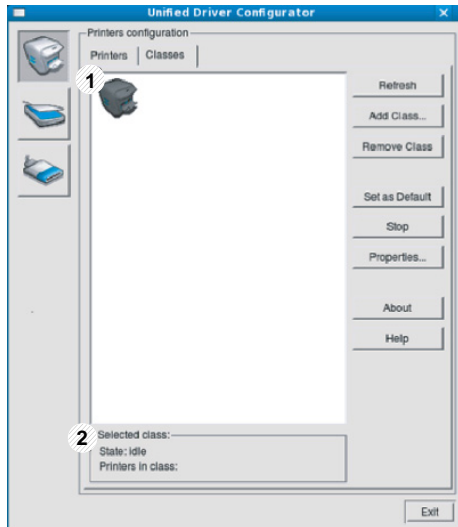 Unified Driver Configurator
Printers configuration
Printers Classes
1
Refresh
Add Class...
Remove Class
Set as Default
Stop
Properties...
About
Help
2
Selected class:
State: idle
Printers in class:
Exit